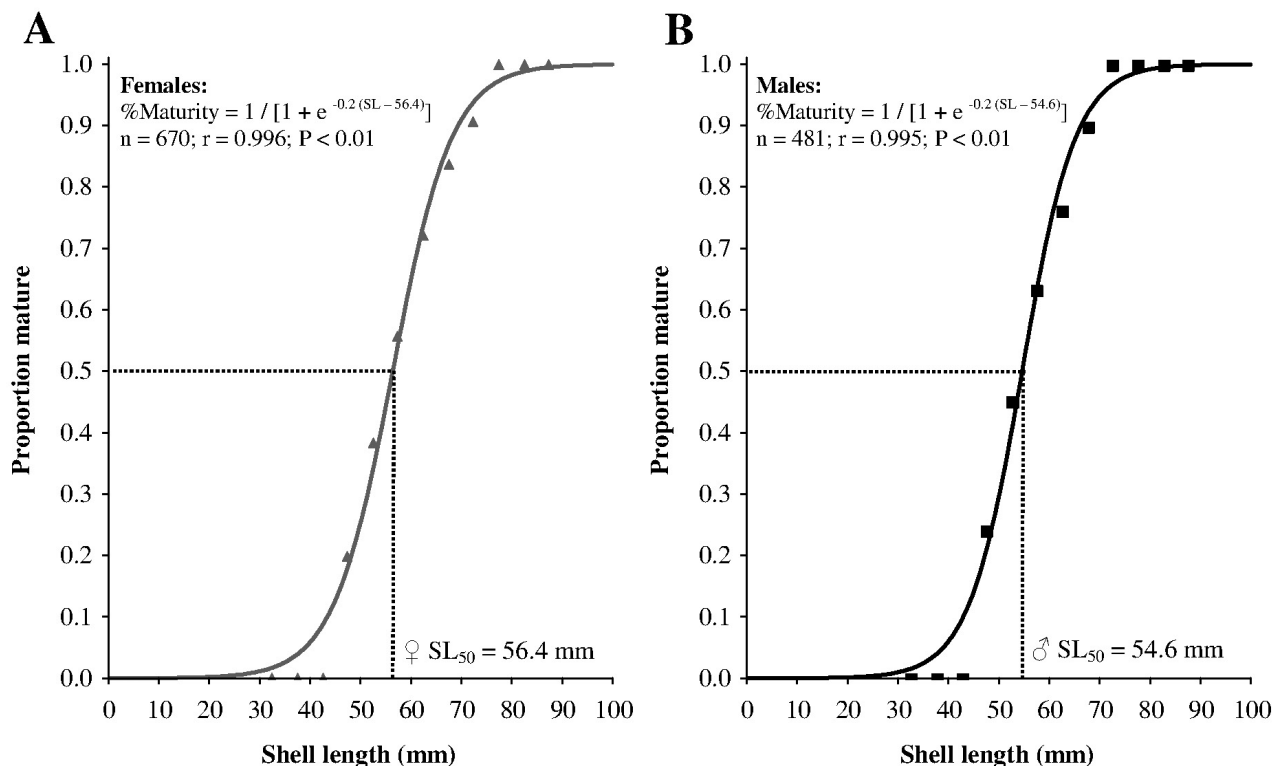 A
Females:
%Maturity = 1 / [1 + e -0.2 (SL – 56.4)]
n = 670; r = 0.996; P < 0.01
Proportion mature
1.0
0.9
0.8
0.7
0.6
0.5
0.4
0.3
0.2
0.1
0.0
♀ SL50 = 56.4 mm
0 10 20 30 40 50 60 70 80 90 100
Shell length (mm)
B
Males:
%Maturity = 1 / [1 + e -0.2 (SL – 54.6)]
n = 481; r = 0.995; P < 0.01
Proportion mature
1.0
0.9
0.8
0.7
0.6
0.5
0.4
0.3
0.2
0.1
0.0
♂ SL50 = 54.6 mm
0 10 20 30 40 50 60 70 80 90 100
Shell length (mm)